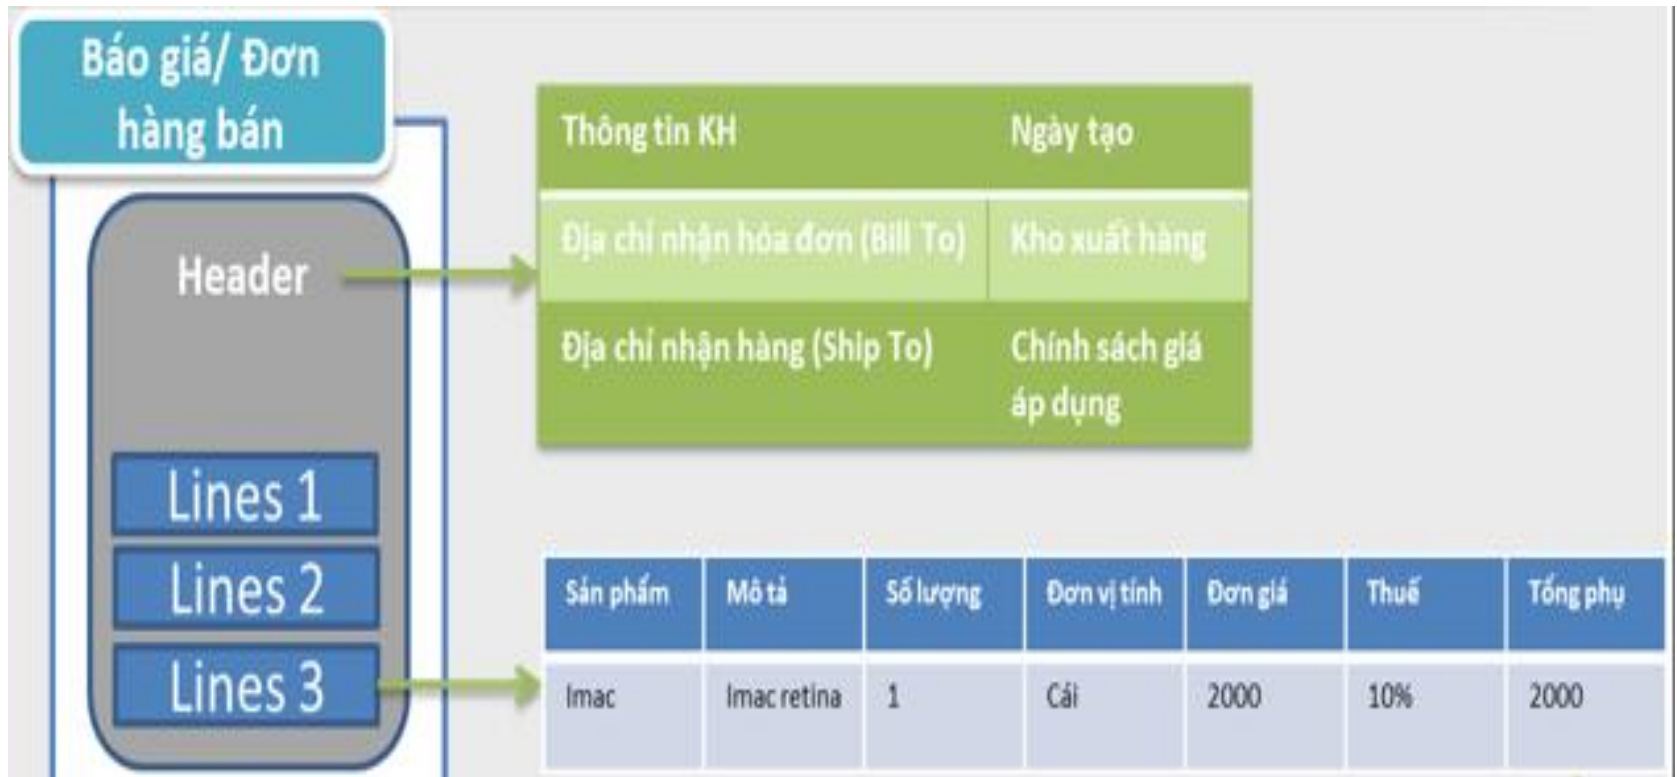 Báo giá/ Đơn
hàng bán
Header
Lines 1
Lines 2
Lines 3
Thông tin KH Ngày tạo
Địa chỉ nhận hóa đơn (Bill To) Kho xuất hàng
Địa chỉ nhận hàng (Ship To) Chính sách giá
áp dụng
Sản phẩm Mô tả Số lượng Đơn vị tính Đơn giá Thuế Tổng phụ
Imac Imac retina 1 Cái 2000 10% 2000